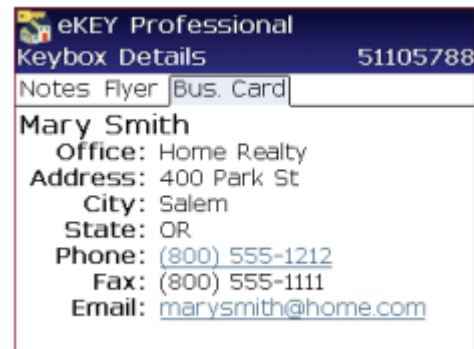 eKEY Professional
Keybox Details 51105788
Notes Flyer Bus. Card
Mary Smith
Office: Home Realty
Address: 400 Park St
City: Salem
State: OR
Phone: (800) 555-1212
Fax: (800) 555-1111
Email: marysmith@home.com